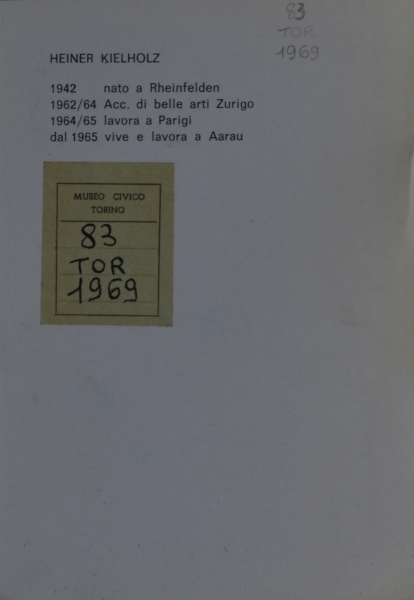 83
TOR
1969
HEINER KIELHOLZ
1942 nato a Rheinfelden
1962/64 Acc. di belle arti Zurigo
1964/65 lavora a Parigi
dal 1965 vive e lavora a Aarau
MUSEO CIVICO
TORINO
83
TOR
1969